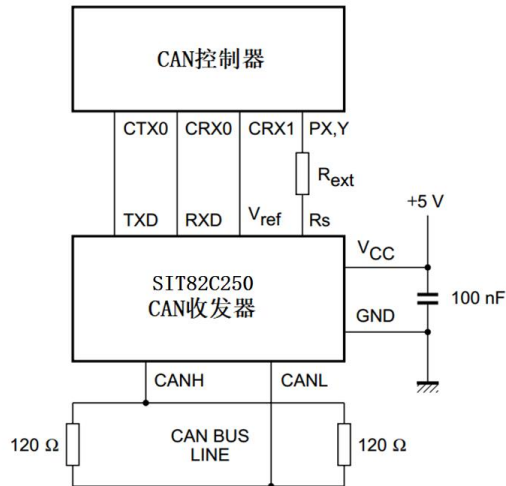 CAN控制器
CTX0 CRX0 CRX1 PX,Y
Rext
+5 V
TXD RXD Vref Rs
VCC
SIT82C250
CAN收发器
100 nF
GND
CANH CANL
120 Ω
CAN BUS
LINE
120 Ω